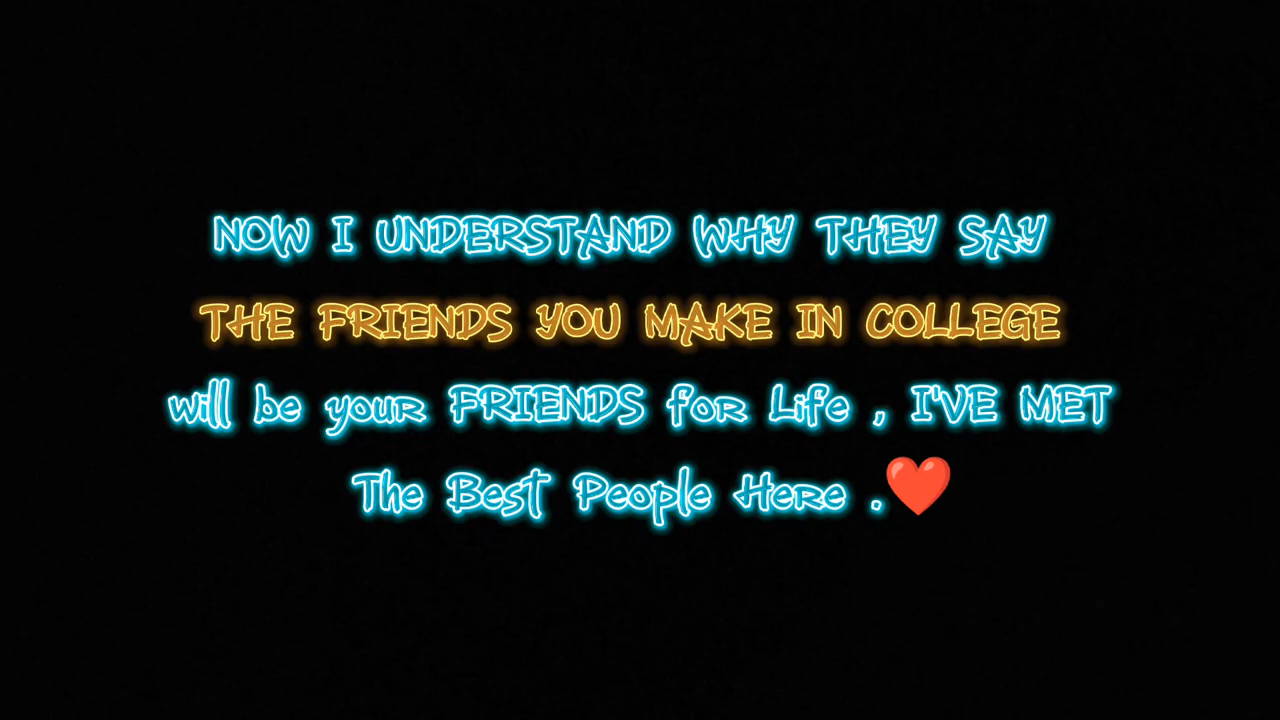 NOW I UNDERSTAND WHY THEY SAY
THE FRIENDS YOU MAKE IN COLLEGE
will be your FRIENDS for Life , I'VE MET
The Best People Here .❤️